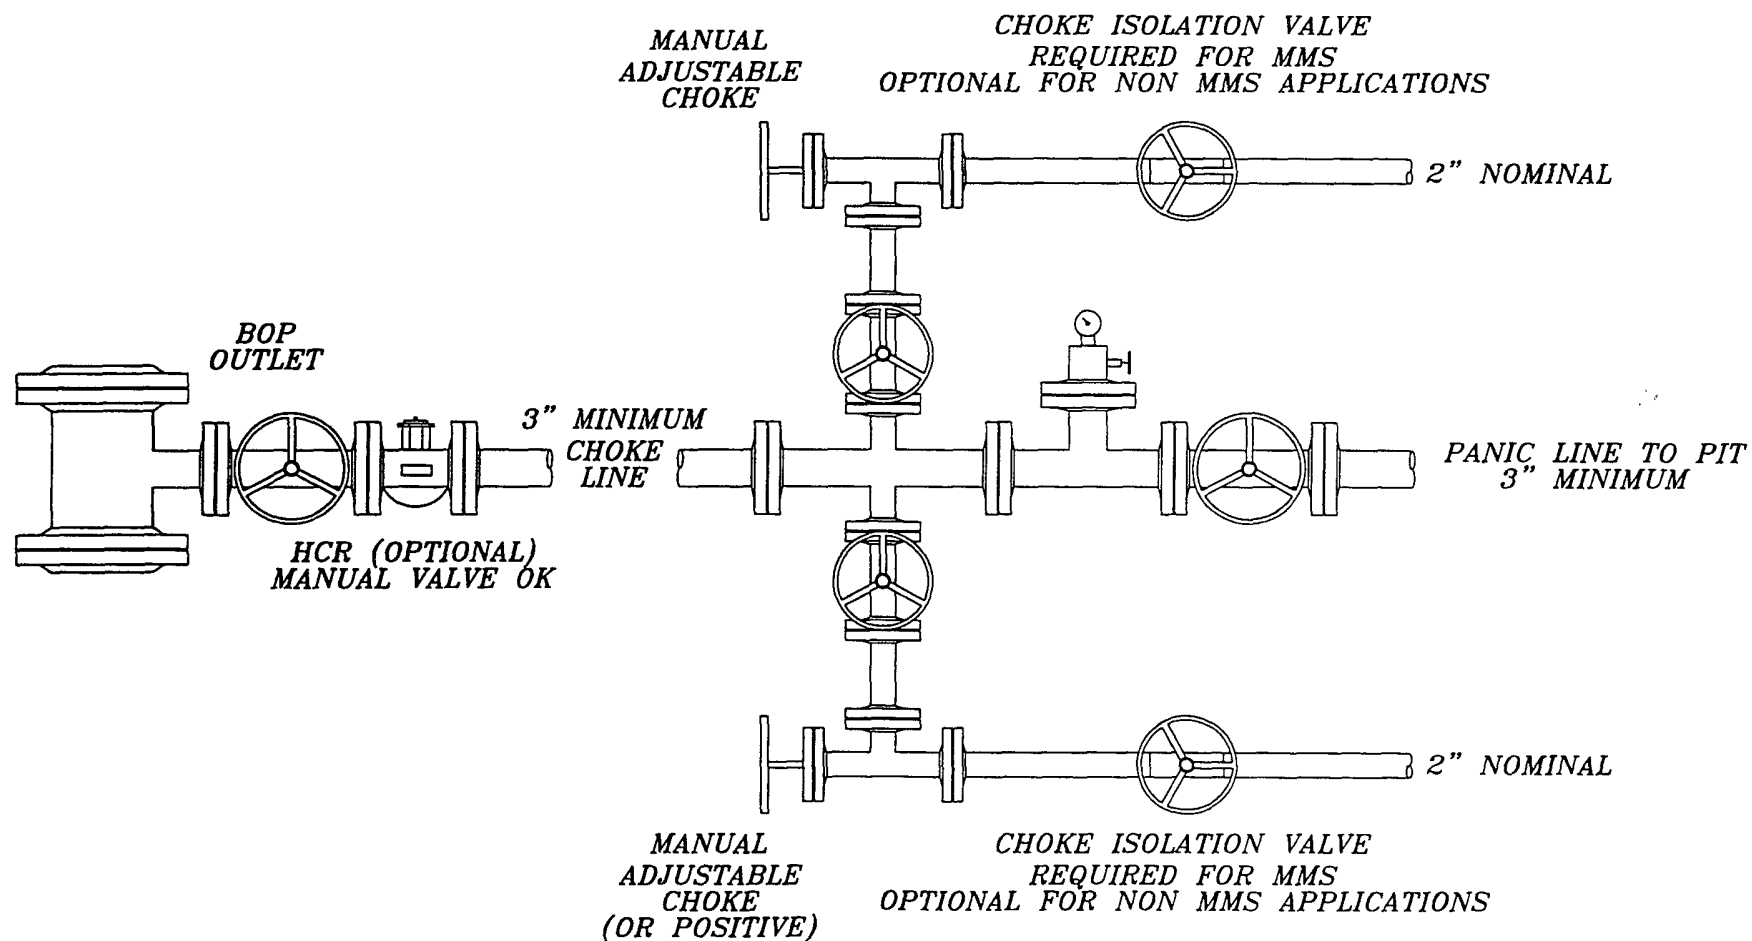 MANUAL
ADJUSTABLE
CHOKE
CHOKE ISOLATION VALVE
REQUIRED FOR MMS
OPTIONAL FOR NON MMS APPLICATIONS
2" NOMINAL
BOP
OUTLET
3" MINIMUM
CHOKE
LINE
PANIC LINE TO PIT
3" MINIMUM
HCR (OPTIONAL)
MANUAL VALVE OK
2" NOMINAL
MANUAL
ADJUSTABLE
CHOKE
(OR POSITIVE)
CHOKE ISOLATION VALVE
REQUIRED FOR MMS
OPTIONAL FOR NON MMS APPLICATIONS